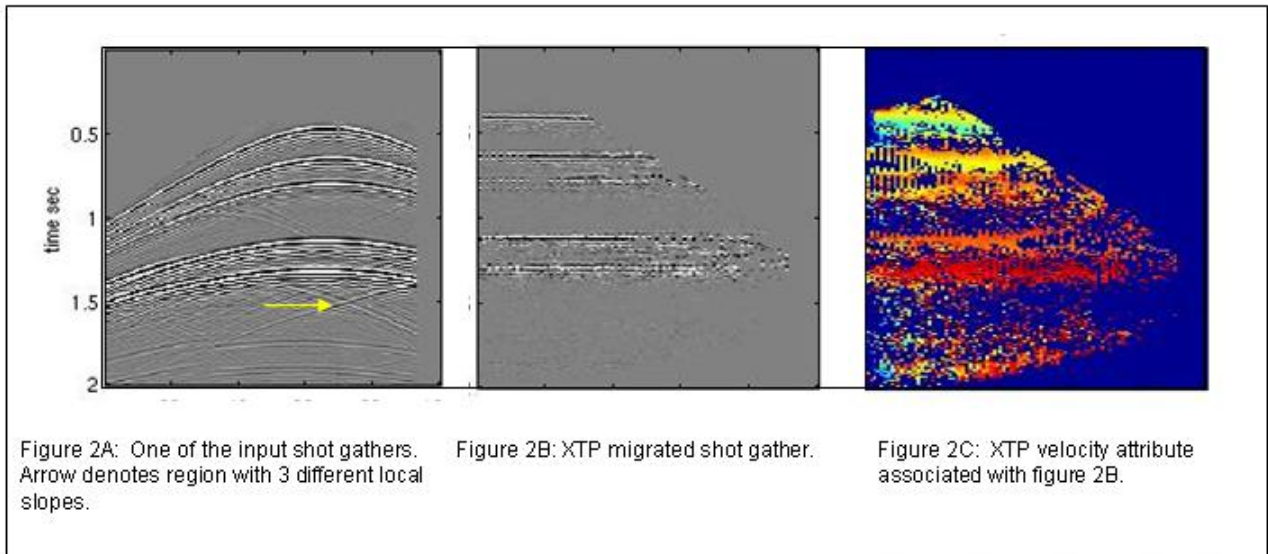 0.5
1
1.5
2
time sec
Figure 2A: One of the input shot gathers.
Arrow denotes region with 3 different local
slopes.
Figure 2B: XTP migrated shot gather.
Figure 2C: XTP velocity attribute
associated with figure 2B.